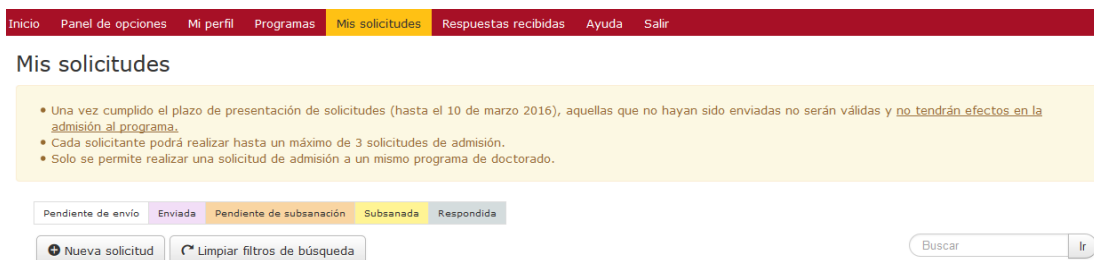 Inicio Panel de opciones Mi perfil Programas Mis solicitudes Respuestas recibidas Ayuda Salir
Mis solicitudes
• Una vez cumplido el plazo de presentación de solicitudes (hasta el 10 de marzo 2016), aquellas que no hayan sido enviadas no serán válidas y no tendrán efectos en la
admisión al programa.
• Cada solicitante podrá realizar hasta un máximo de 3 solicitudes de admisión.
• Solo se permite realizar una solicitud de admisión a un mismo programa de doctorado.
Pendiente de envío Enviada Pendiente de subsanación Subsanada Respondida
Nueva solicitud Limpiar filtros de búsqueda Buscar Ir